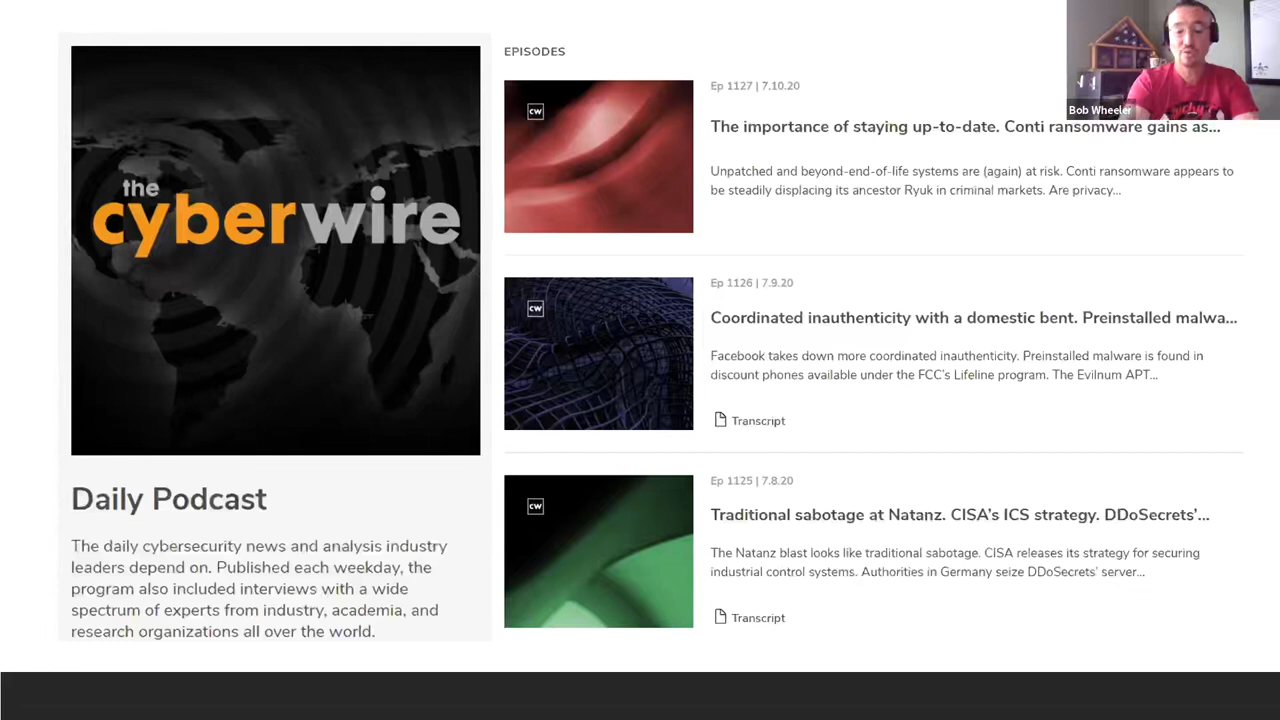 the
cyberwire
Daily Podcast
The daily cybersecurity news and analysis industry
leaders depend on. Published each weekday, the
program also included interviews with a wide
spectrum of experts from industry, academia, and
research organizations all over the world.
EPISODES
cw
Ep 1127 | 7.10.20
The importance of staying up-to-date. Conti ransomware gains as...
Unpatched and beyond-end-of-life systems are (again) at risk. Conti ransomware appears to
be steadily displacing its ancestor Ryuk in criminal markets. Are privacy...
cw
Ep 1126 | 7.9.20
Coordinated inauthenticity with a domestic bent. Preinstalled malwa...
Facebook takes down more coordinated inauthenticity. Preinstalled malware is found in
discount phones available under the FCC's Lifeline program. The Evilnum APT...
Transcript
cw
Ep 1125 | 7.8.20
Traditional sabotage at Natanz. CISA's ICS strategy. DDoSecrets'...
The Natanz blast looks like traditional sabotage. CISA releases its strategy for securing
industrial control systems. Authorities in Germany seize DDoSecrets' server...
Transcript
Bob Wheeler